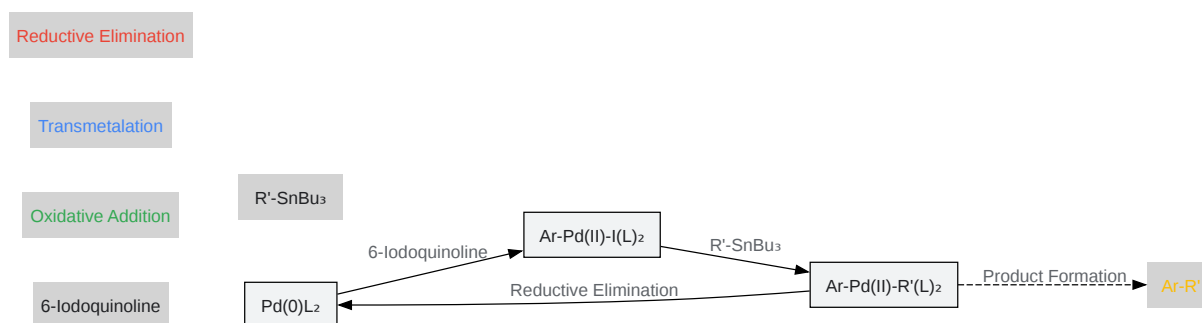 Reductive Elimination
Transmetalation
Oxidative Addition
R'-SnBu₃
6-Iodoquinoline
Ar-Pd(II)-I(L)₂
R'-SnBu₃
6-Iodoquinoline
Pd(0)L₂
Reductive Elimination
Ar-Pd(II)-R'(L)₂
Product Formation
Ar-R'